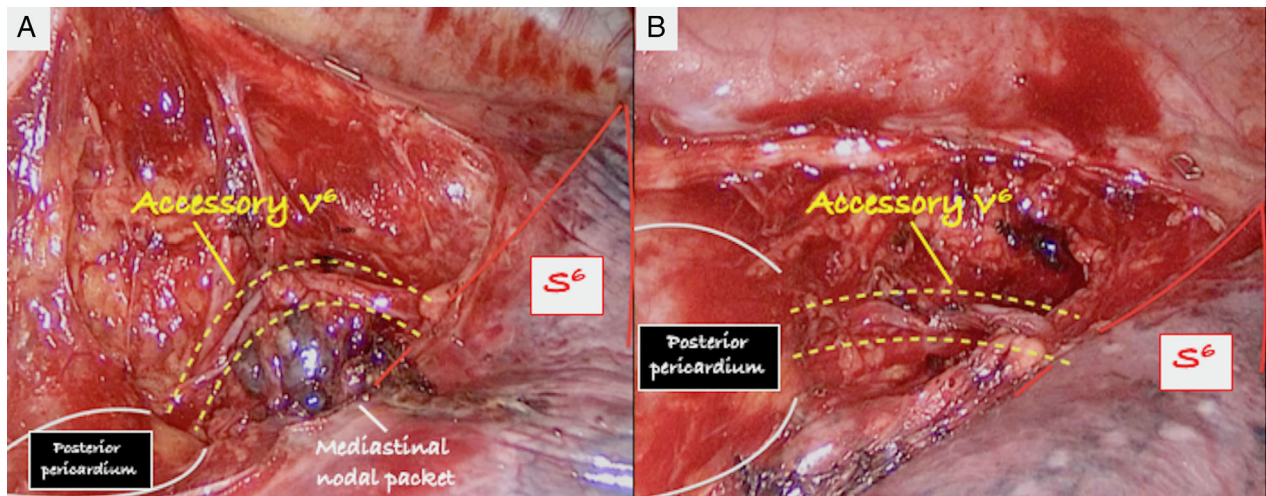 A
Accessory v⁶
S⁶
Posterior
pericardium
Mediastinal
nodal packet
B
Accessory v⁶
Posterior
pericardium
S⁶